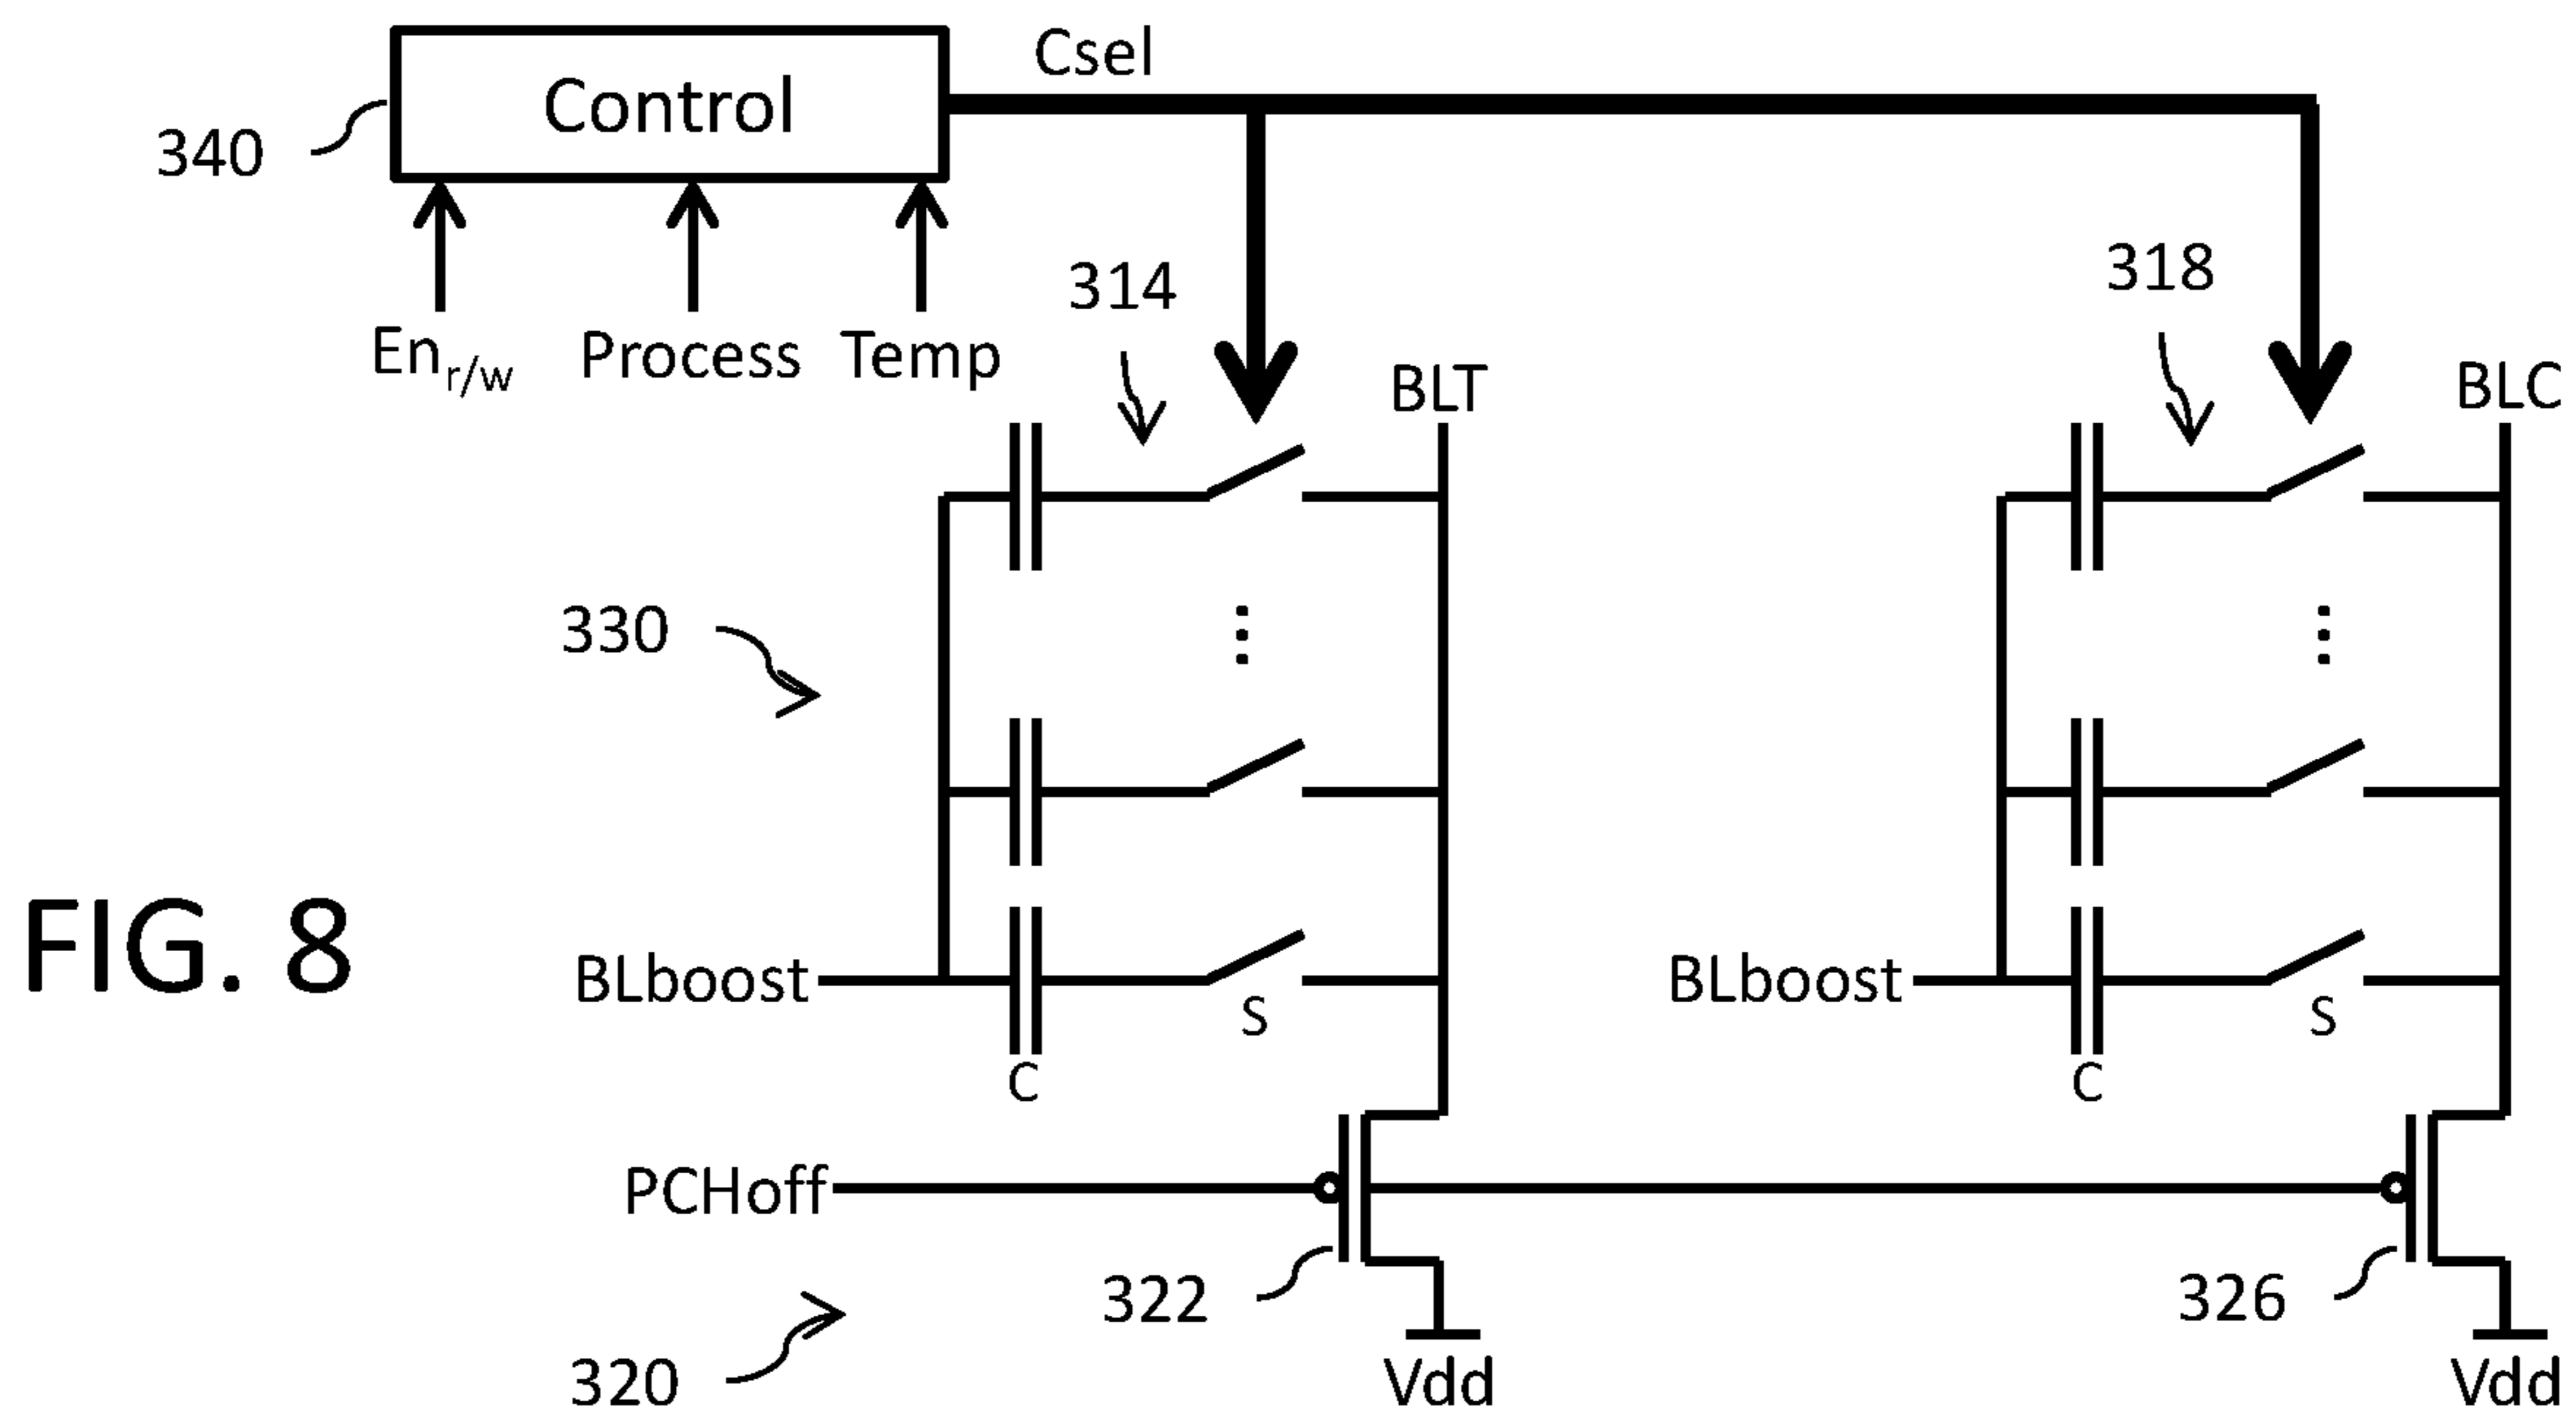 Csel
Control
340
En r/w
Process
Temp
314
318
BLT
BLC
330
FIG. 8
BLboost
S
C
BLboost
S
C
PCHoff
322
326
320
Vdd
Vdd